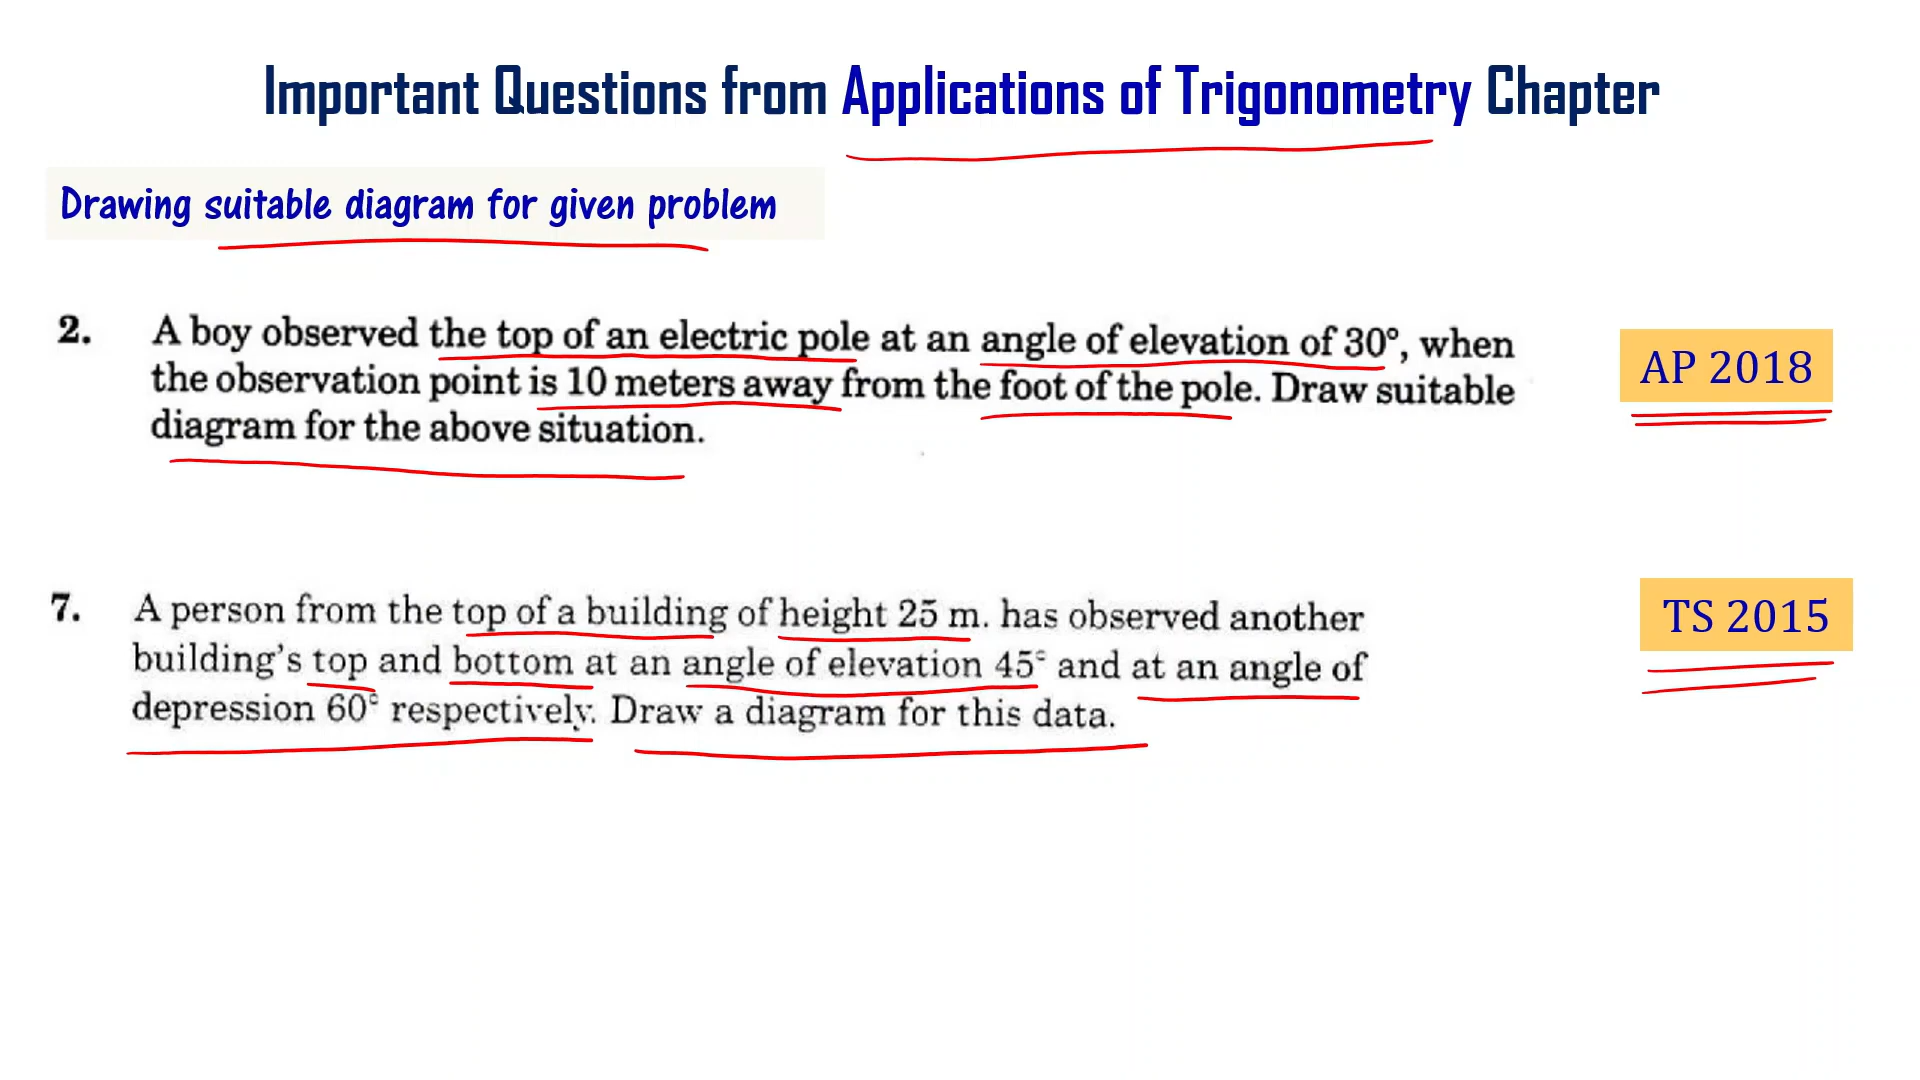 Important Questions from Applications of Trigonometry Chapter
Drawing suitable diagram for given problem
2. A boy observed the top of an electric pole at an angle of elevation of 30°, when
the observation point is 10 meters away from the foot of the pole. Draw suitable
diagram for the above situation.
AP 2018
7. A person from the top of a building of height 25 m. has observed another
building's top and bottom at an angle of elevation 45° and at an angle of
depression 60° respectively. Draw a diagram for this data.
TS 2015